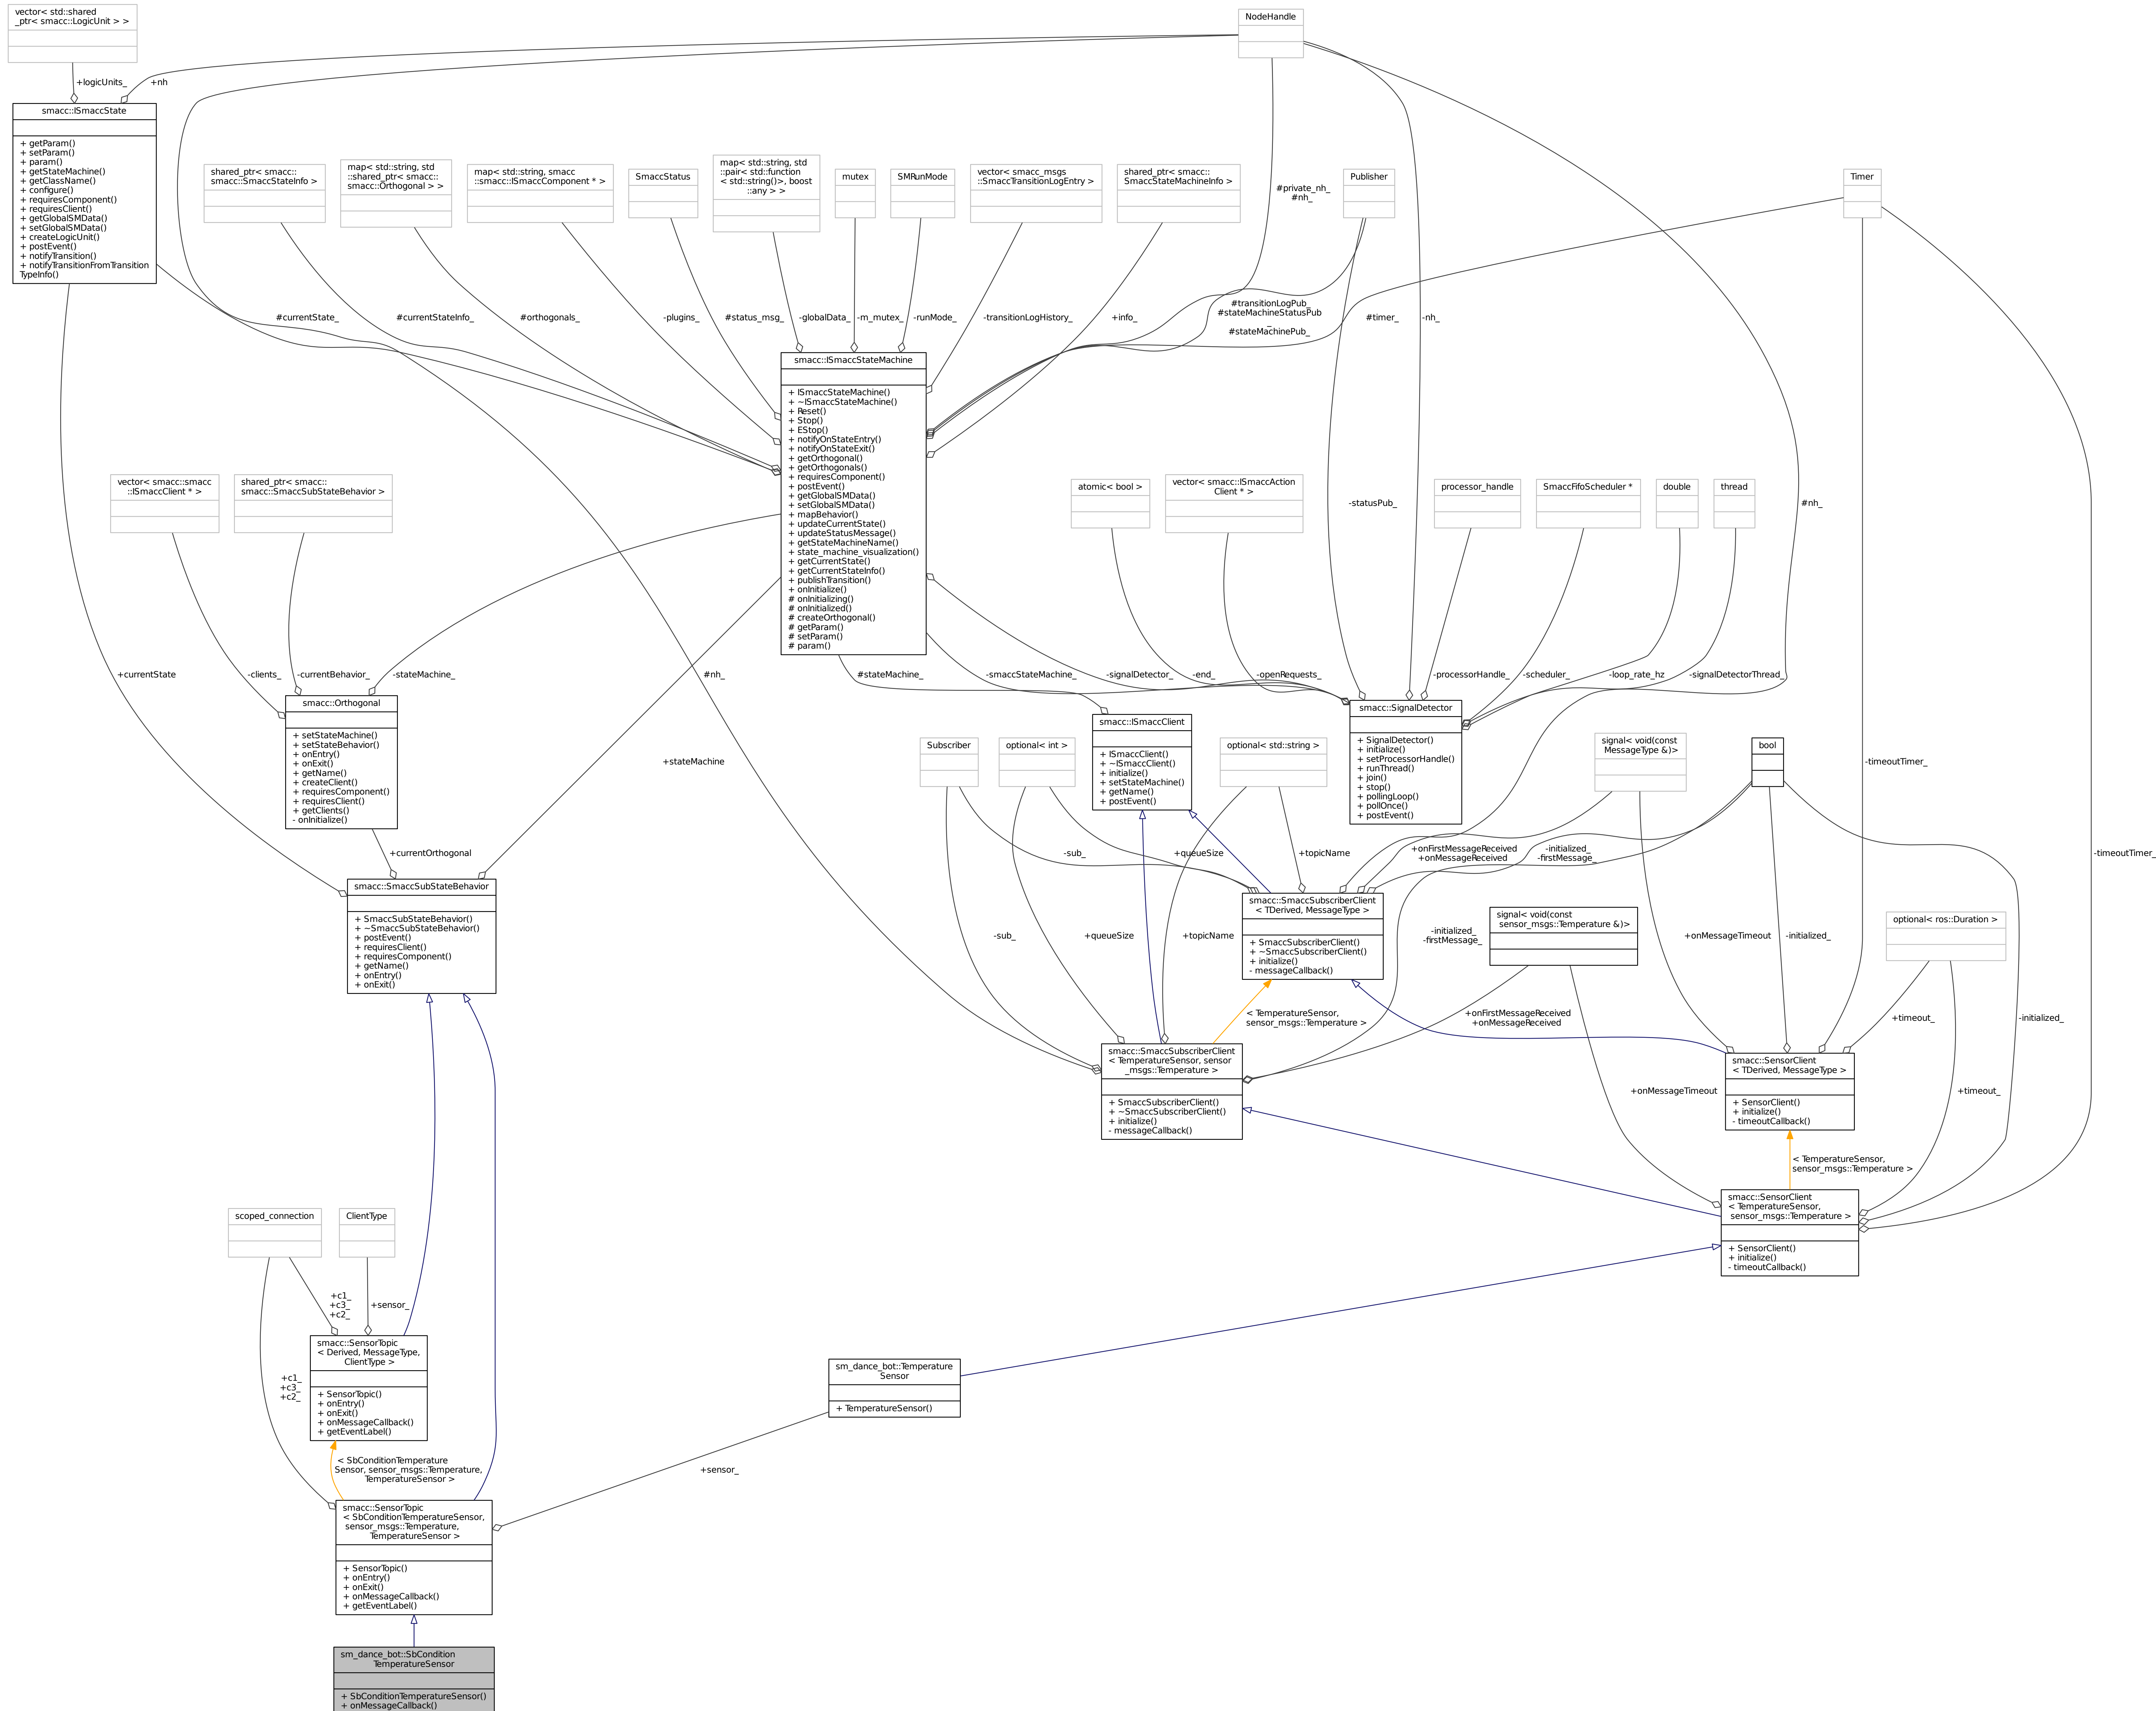 vector< std::shared
_ptr< smacc::LogicUnit > >
NodeHandle
+logicUnits_
+nh
smacc::ISmaccState
+ getParam()
+ setParam()
+ param()
+ getStateMachine()
+ getClassName()
+ configure()
+ requiresComponent()
+ requiresClient()
+ getGlobalSMData()
+ setGlobalSMData()
+ createLogicUnit()
+ postEvent()
+ notifyTransition()
+ notifyTransitionFromTransition
TypeInfo()
shared_ptr< smacc::
smacc::SmaccStateInfo >
map< std::string, std
::shared_ptr< smacc::
smacc::Orthogonal > >
map< std::string, smacc
::smacc::ISmaccComponent * >
SmaccStatus
map< std::string, std
::pair< std::function
< std::string()>, boost
::any > >
mutex
SMRunMode
vector< smacc_msgs
::SmaccTransitionLogEntry >
shared_ptr< smacc::
SmaccStateMachineInfo >
#private_nh_
#nh_
Publisher
Timer
#currentState_
#currentStateInfo_
#orthogonals_
-plugins_
#status_msg_
-globalData_
-m_mutex_
-runMode_
-transitionLogHistory_
+info_
#transitionLogPub_
#stateMachineStatusPub
_
#stateMachinePub_
#timer_
-nh_
smacc::ISmaccStateMachine
+ ISmaccStateMachine()
+ ~ISmaccStateMachine()
+ Reset()
+ Stop()
+ EStop()
+ notifyOnStateEntry()
+ notifyOnStateExit()
+ getOrthogonal()
+ getOrthogonals()
+ requiresComponent()
+ postEvent()
+ getGlobalSMData()
+ setGlobalSMData()
+ mapBehavior()
+ updateCurrentState()
+ updateStatusMessage()
+ getStateMachineName()
+ state_machine_visualization()
+ getCurrentState()
+ getCurrentStateInfo()
+ publishTransition()
+ onInitialize()
# onInitializing()
# onInitialized()
# createOrthogonal()
# getParam()
# setParam()
# param()
vector< smacc::smacc
::ISmaccClient * >
shared_ptr< smacc::
smacc::SmaccSubStateBehavior >
atomic< bool >
vector< smacc::ISmaccAction
Client * >
-statusPub_
processor_handle
SmaccFifoScheduler *
double
thread
#nh_
+currentState
-clients_
-currentBehavior_
-stateMachine_
#nh_
#stateMachine_
-smaccStateMachine_
-signalDetector_
-end_
-openRequests_
-processorHandle_
-scheduler_
-loop_rate_hz
-signalDetectorThread_
smacc::Orthogonal
+ setStateMachine()
+ setStateBehavior()
+ onEntry()
+ onExit()
+ getName()
+ createClient()
+ requiresComponent()
+ requiresClient()
+ getClients()
- onInitialize()
smacc::ISmaccClient
+ ISmaccClient()
+ ~ISmaccClient()
+ initialize()
+ setStateMachine()
+ getName()
+ postEvent()
smacc::SignalDetector
+ SignalDetector()
+ initialize()
+ setProcessorHandle()
+ runThread()
+ join()
+ stop()
+ pollingLoop()
+ pollOnce()
+ postEvent()
+stateMachine
Subscriber
optional< int >
optional< std::string >
signal< void(const
MessageType &)>
bool
-timeoutTimer_
+currentOrthogonal
-sub_
+queueSize
+topicName
+onFirstMessageReceived
+onMessageReceived
-initialized_
-firstMessage_
-timeoutTimer_
smacc::SmaccSubStateBehavior
+ SmaccSubStateBehavior()
+ ~SmaccSubStateBehavior()
+ postEvent()
+ requiresClient()
+ requiresComponent()
+ getName()
+ onEntry()
+ onExit()
smacc::SmaccSubscriberClient
< TDerived, MessageType >
+ SmaccSubscriberClient()
+ ~SmaccSubscriberClient()
+ initialize()
- messageCallback()
-sub_
+queueSize
+topicName
-initialized_
-firstMessage_
signal< void(const
sensor_msgs::Temperature &)>
+onMessageTimeout
-initialized_
optional< ros::Duration >
< TemperatureSensor,
sensor_msgs::Temperature >
+onFirstMessageReceived
+onMessageReceived
+timeout_
-initialized_
smacc::SmaccSubscriberClient
< TemperatureSensor, sensor
_msgs::Temperature >
+ SmaccSubscriberClient()
+ ~SmaccSubscriberClient()
+ initialize()
- messageCallback()
smacc::SensorClient
< TDerived, MessageType >
+ SensorClient()
+ initialize()
- timeoutCallback()
+onMessageTimeout
+timeout_
< TemperatureSensor,
sensor_msgs::Temperature >
smacc::SensorClient
< TemperatureSensor,
sensor_msgs::Temperature >
+ SensorClient()
+ initialize()
- timeoutCallback()
scoped_connection
ClientType
+c1_
+c3_
+c2_
+sensor_
smacc::SensorTopic
< Derived, MessageType,
ClientType >
+ SensorTopic()
+ onEntry()
+ onExit()
+ onMessageCallback()
+ getEventLabel()
+c1_
+c3_
+c2_
sm_dance_bot::Temperature
Sensor
+ TemperatureSensor()
< SbConditionTemperature
Sensor, sensor_msgs::Temperature,
TemperatureSensor >
+sensor_
smacc::SensorTopic
< SbConditionTemperatureSensor,
sensor_msgs::Temperature,
TemperatureSensor >
+ SensorTopic()
+ onEntry()
+ onExit()
+ onMessageCallback()
+ getEventLabel()
sm_dance_bot::SbCondition
TemperatureSensor
+ SbConditionTemperatureSensor()
+ onMessageCallback()